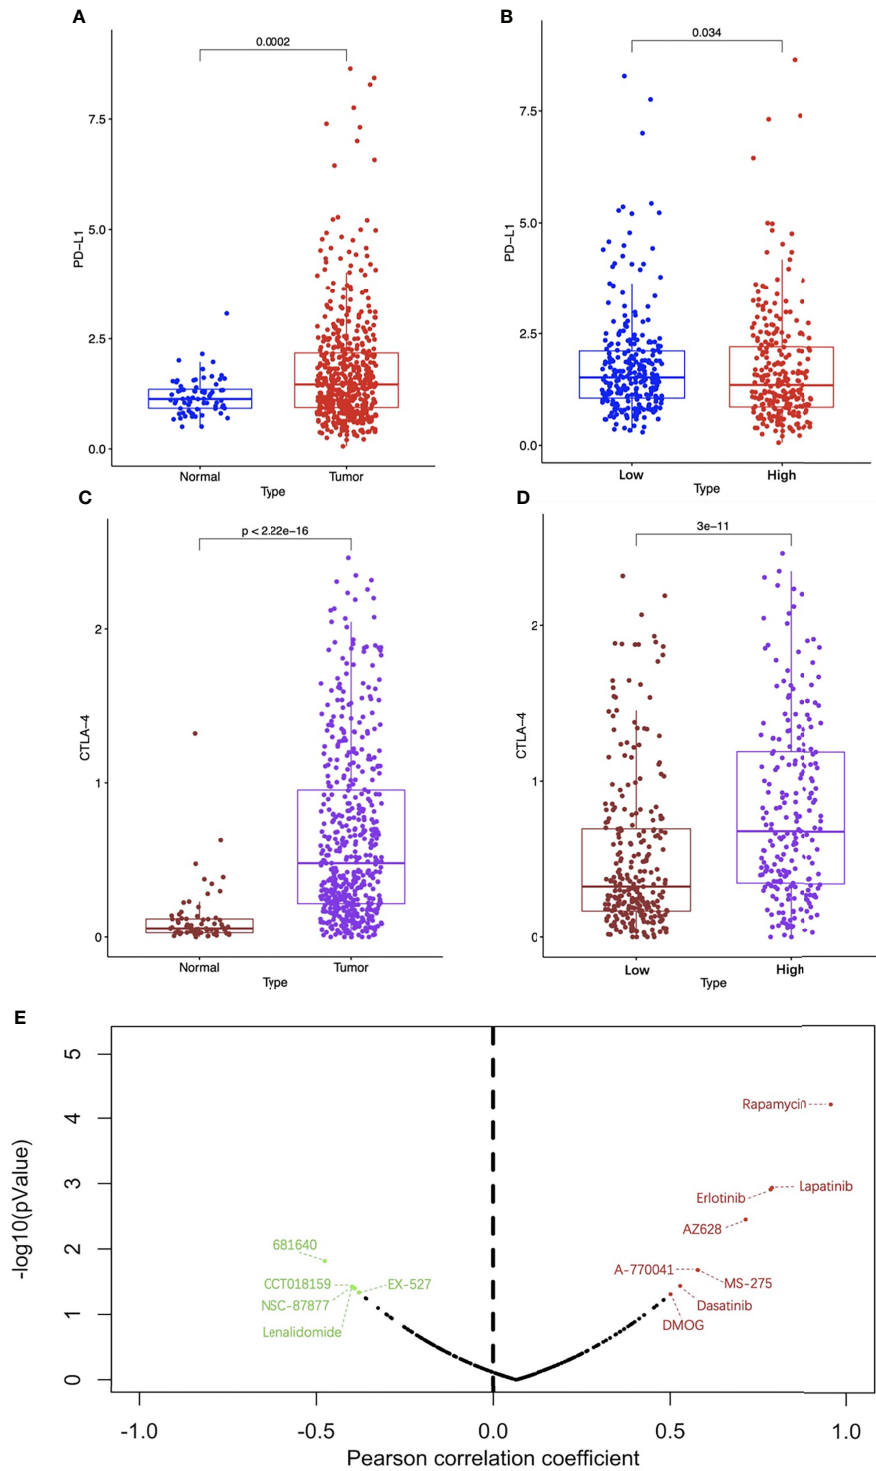 A
0.0002
7.5
5.0
2.5
0.0
PD-L1
Normal
Tumor
Type
B
0.034
7.5
5.0
2.5
0.0
PD-L1
Low
High
Type
C
p < 2.22e-16
2
1
0
CTLA-4
Normal
Tumor
Type
D
3e-11
2
1
0
CTLA-4
Low
High
Type
E
5
4
3
2
1
0
-log10(pValue)
Rapamycin
Lapatinib
Erlotinib
AZ628
681640
A-770041
MS-275
CCT018159
EX-527
NSC-87877
Dasatinib
Lenalidomide
DMOG
-1.0
-0.5
0.0
0.5
1.0
Pearson correlation coefficient